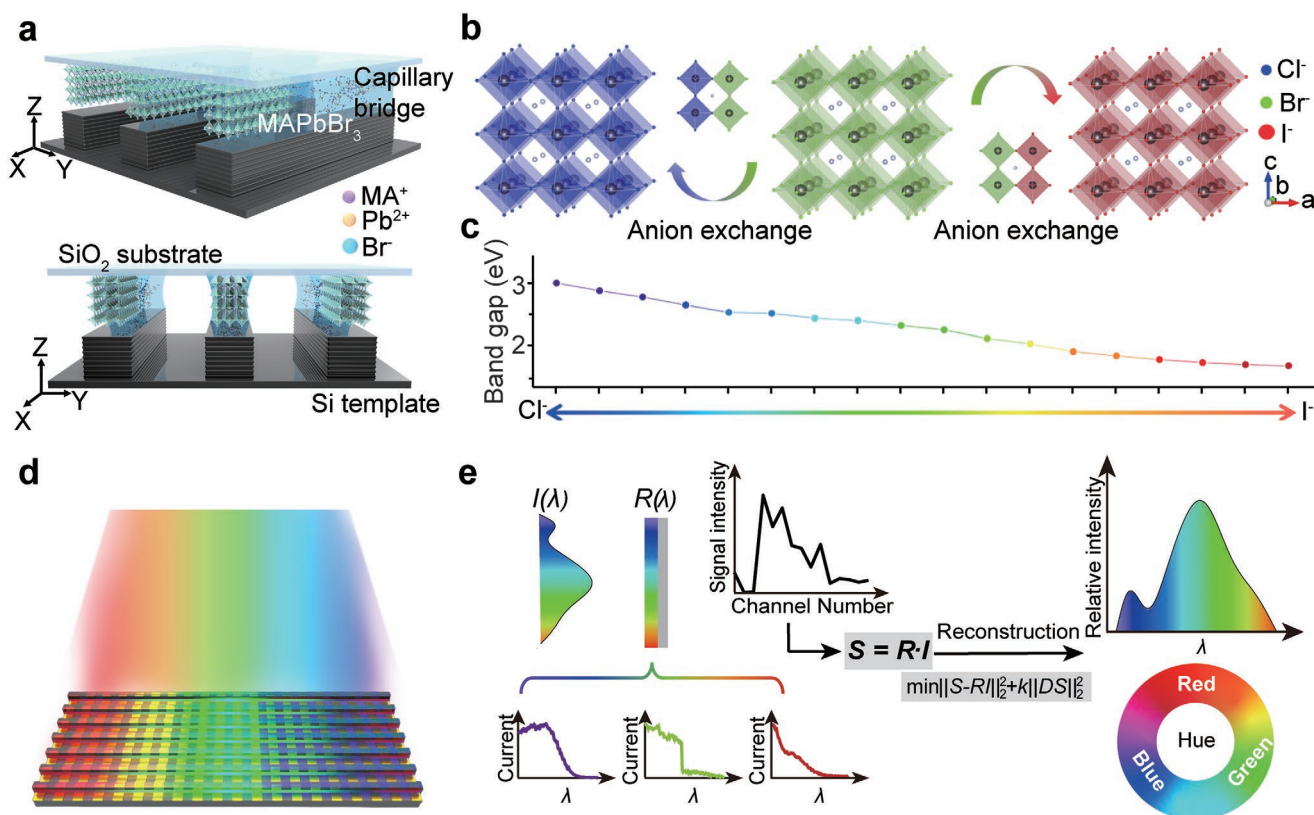 a
Capillary
bridge
MAPbBr3
Z
X
Y
MA+
Pb2+
Br-
SiO2 substrate
Z
X
Y
Si template
b
Cl-
Br-
I-
c
b
a
Anion exchange
Anion exchange
c
Band gap (eV)
3
2
Cl-
I-
d
e
I(λ)
R(λ)
Signal intensity
Channel Number
S = R·I
Reconstruction
min||S-RI||₂²+k||DS||₂²
Relative intensity
λ
Current
λ
Current
λ
Current
λ
Red
Hue
Blue
Green